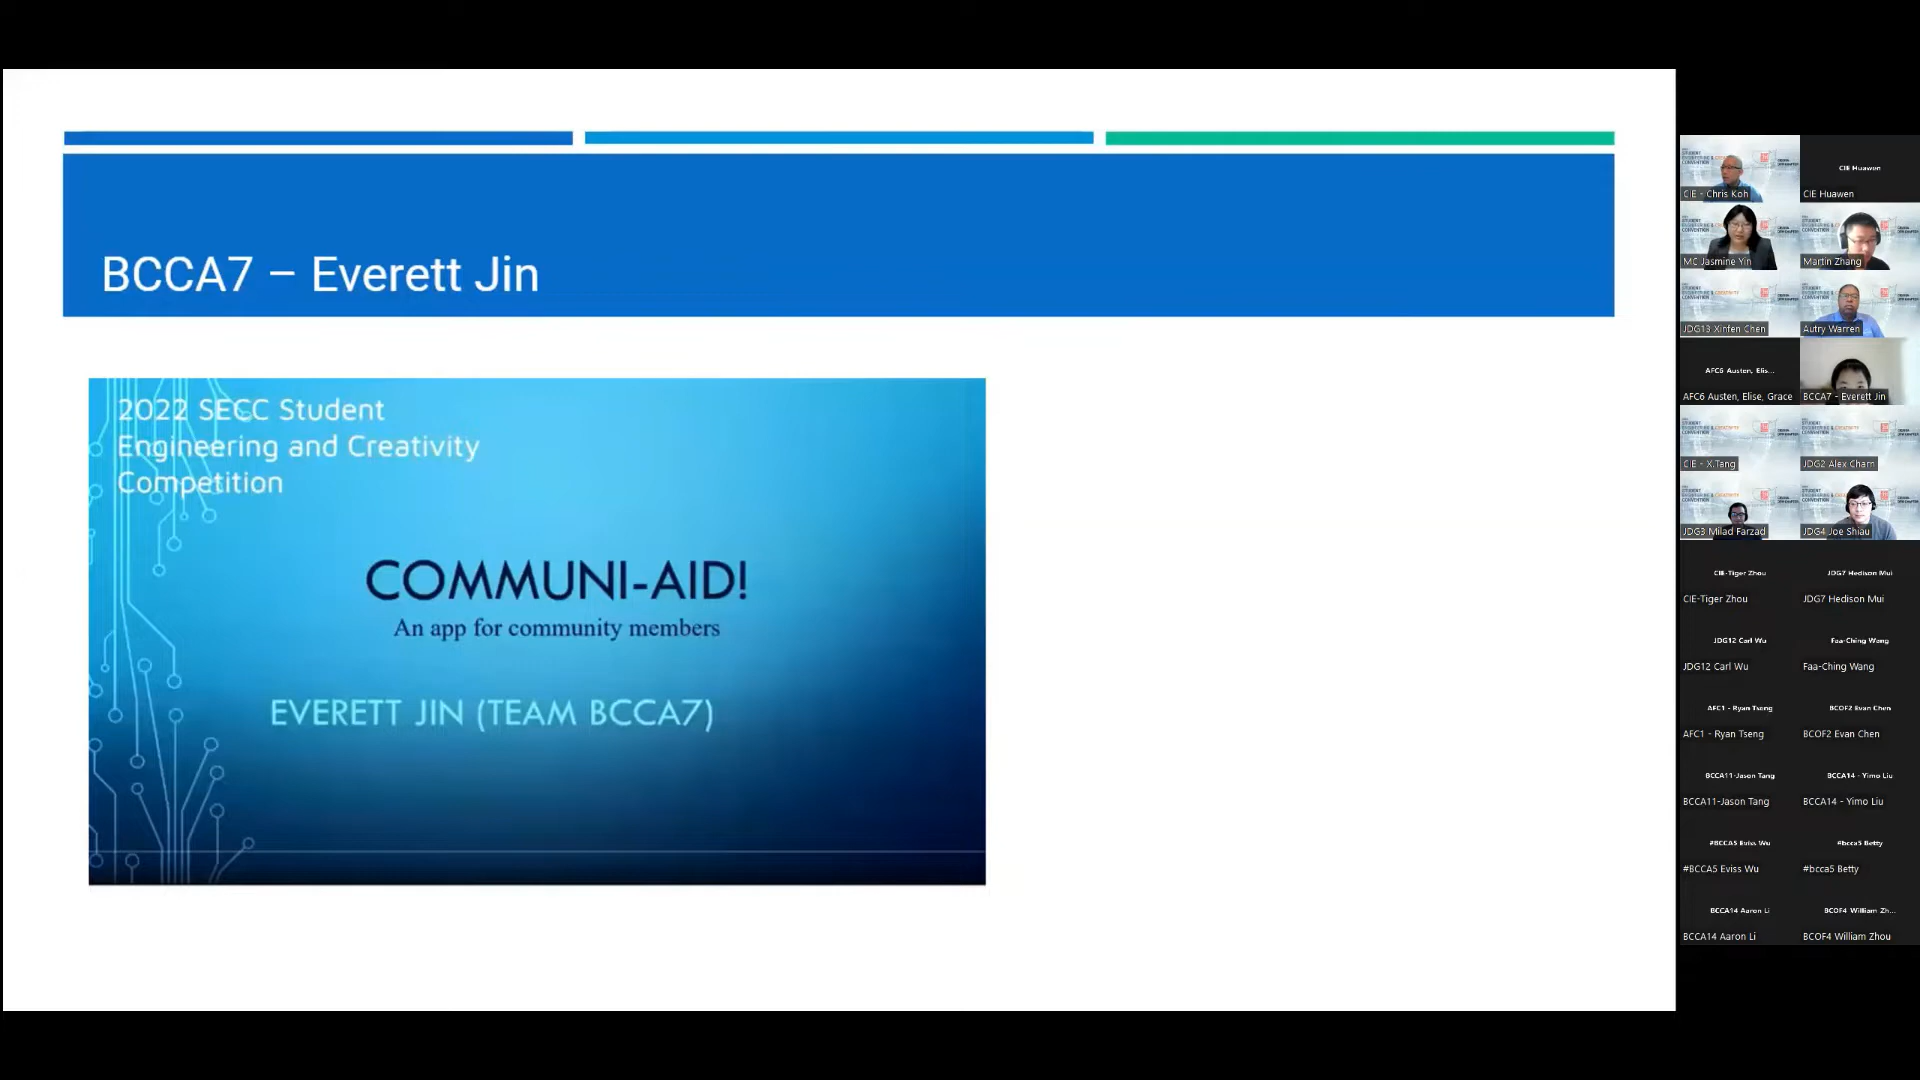 BCCA7 – Everett Jin
2022 SECC Student
Engineering and Creativity
Competition
COMMUNI-AID!
An app for community members
EVERETT JIN (TEAM BCCA7)
CIE - Chris Koh
CIE Huawen
CIE Huawen
MC Jasmine Yin
Martin Zhang
JDG13 Xinfen Chen
Autry Warren
AFC6 Austen, Elis...
AFC6 Austen, Elise, Grace
BCCA7 - Everett Jin
CIE - X.Tang
JDG2 Alex Cham
JDG3 Milad Farzad
JDG4 Joe Shiau
CIE-Tiger Zhou
JDG7 Hedison Mui
CIE-Tiger Zhou
JDG7 Hedison Mui
JDG12 Carl Wu
Faa-Ching Wang
JDG12 Carl Wu
Faa-Ching Wang
AFC1 - Ryan Tseng
BCOF2 Evan Chen
AFC1 - Ryan Tseng
BCOF2 Evan Chen
BCCA11-Jason Tang
BCCA14 - Yimo Liu
BCCA11-Jason Tang
BCCA14 - Yimo Liu
#BCCA5 Eviss Wu
#bcca5 Betty
#BCCA5 Eviss Wu
#bcca5 Betty
BCCA14 Aaron Li
BCOF4 William Zh...
BCCA14 Aaron Li
BCOF4 William Zhou